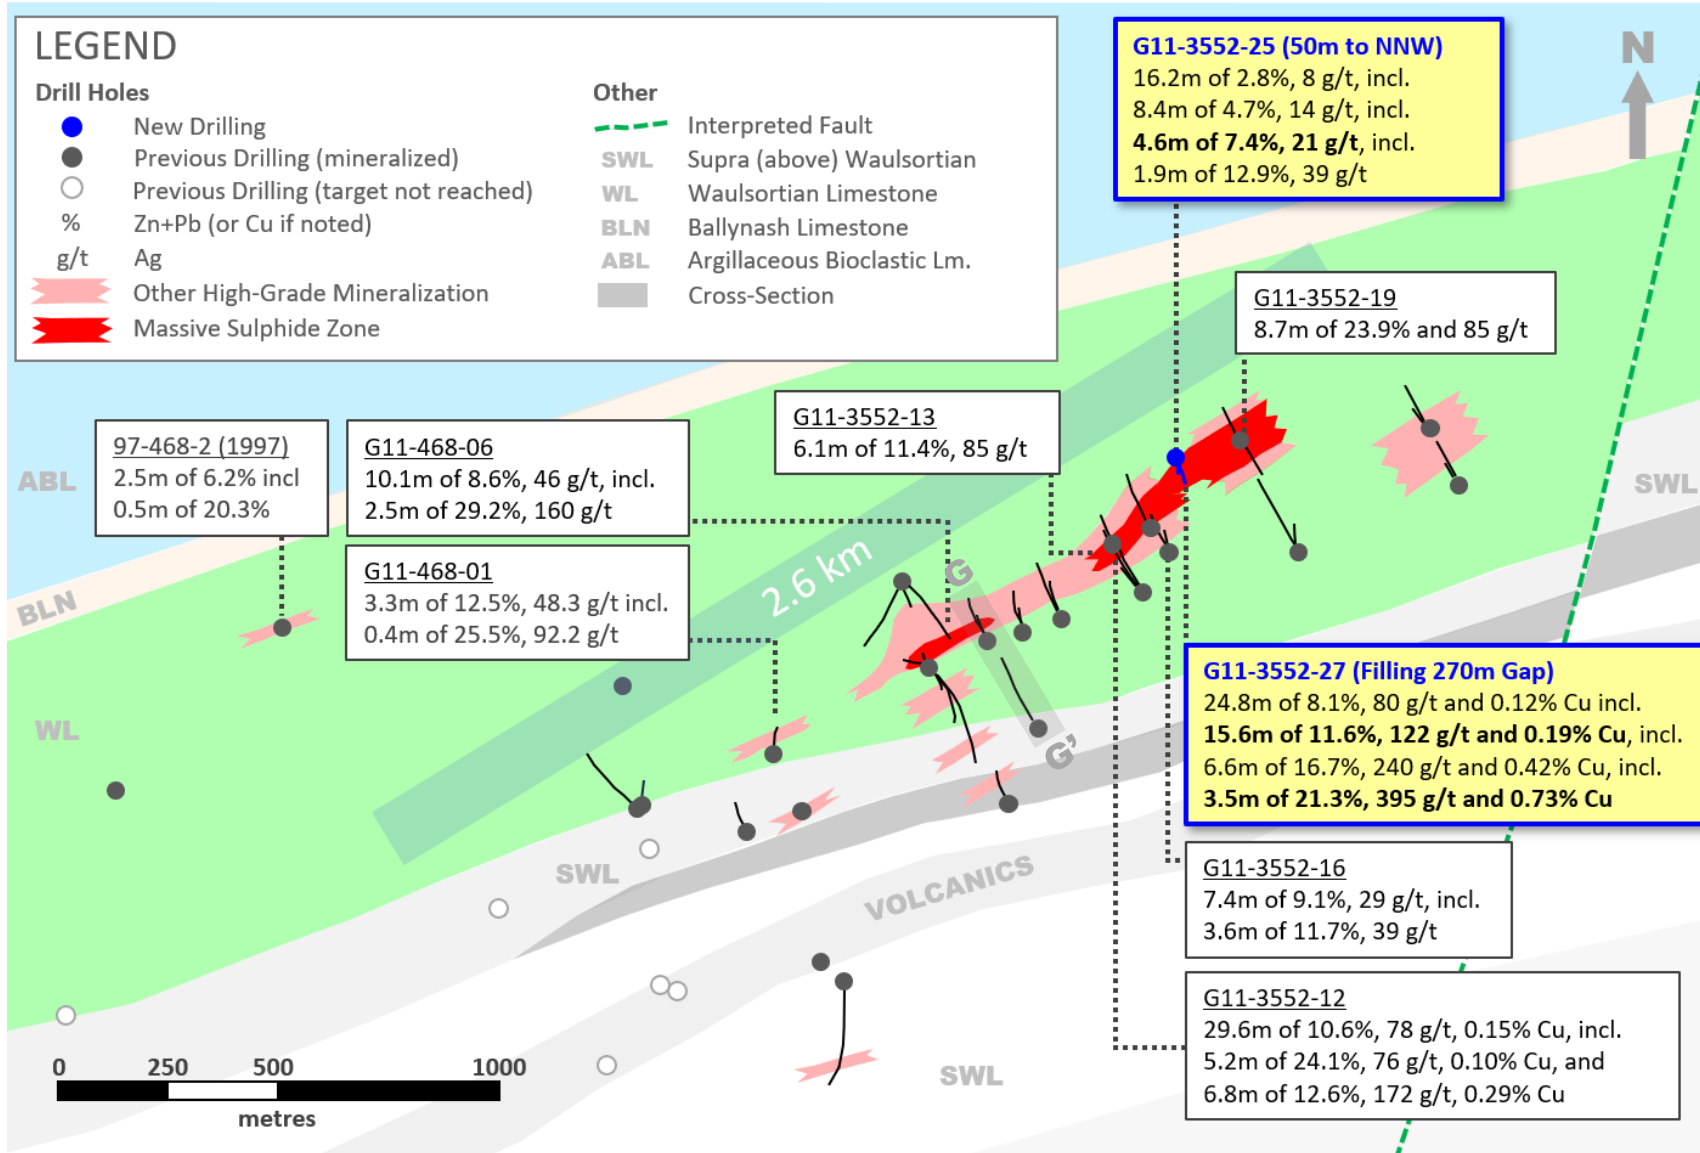 LEGEND
Drill Holes
New Drilling
Previous Drilling (mineralized)
Previous Drilling (target not reached)
% Zn+Pb (or Cu if noted)
g/t Ag
Other High-Grade Mineralization
Massive Sulphide Zone
Other
Interpreted Fault
SWL Supra (above) Waulsortian
WL Waulsortian Limestone
BLN Ballynash Limestone
ABL Argillaceous Bioclastic Lm.
Cross-Section
G11-3552-25 (50m to NNW)
16.2m of 2.8%, 8 g/t, incl.
8.4m of 4.7%, 14 g/t, incl.
4.6m of 7.4%, 21 g/t, incl.
1.9m of 12.9%, 39 g/t
N
G11-3552-19
8.7m of 23.9% and 85 g/t
G11-3552-13
6.1m of 11.4%, 85 g/t
97-468-2 (1997)
2.5m of 6.2% incl
0.5m of 20.3%
G11-468-06
10.1m of 8.6%, 46 g/t, incl.
2.5m of 29.2%, 160 g/t
G11-468-01
3.3m of 12.5%, 48.3 g/t incl.
0.4m of 25.5%, 92.2 g/t
ABL
SWL
BLN
2.6 km
G
G'
WL
G11-3552-27 (Filling 270m Gap)
24.8m of 8.1%, 80 g/t and 0.12% Cu incl.
15.6m of 11.6%, 122 g/t and 0.19% Cu, incl.
6.6m of 16.7%, 240 g/t and 0.42% Cu, incl.
3.5m of 21.3%, 395 g/t and 0.73% Cu
SWL
VOLCANICS
G11-3552-16
7.4m of 9.1%, 29 g/t, incl.
3.6m of 11.7%, 39 g/t
G11-3552-12
29.6m of 10.6%, 78 g/t, 0.15% Cu, incl.
5.2m of 24.1%, 76 g/t, 0.10% Cu, and
6.8m of 12.6%, 172 g/t, 0.29% Cu
SWL
0 250 500 1000
metres